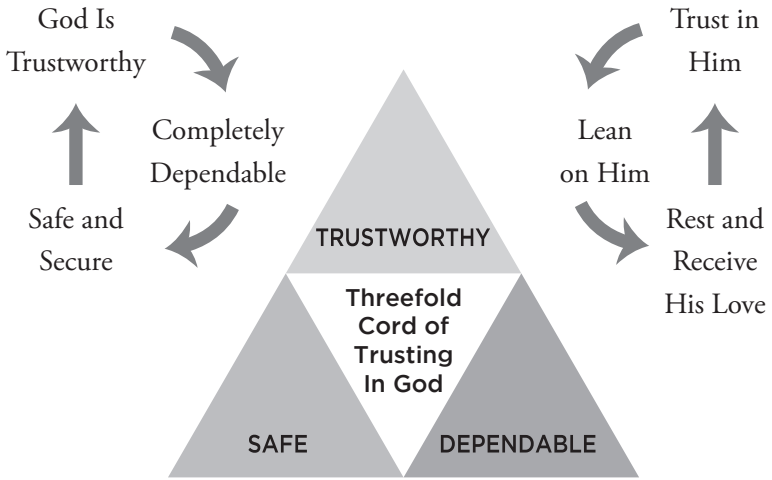 God Is
Trustworthy
Completely
Dependable
Safe and
Secure
TRUSTWORTHY
Threefold
Cord of
Trusting
In God
SAFE
DEPENDABLE
Trust in
Him
Lean
on Him
Rest and
Receive
His Love